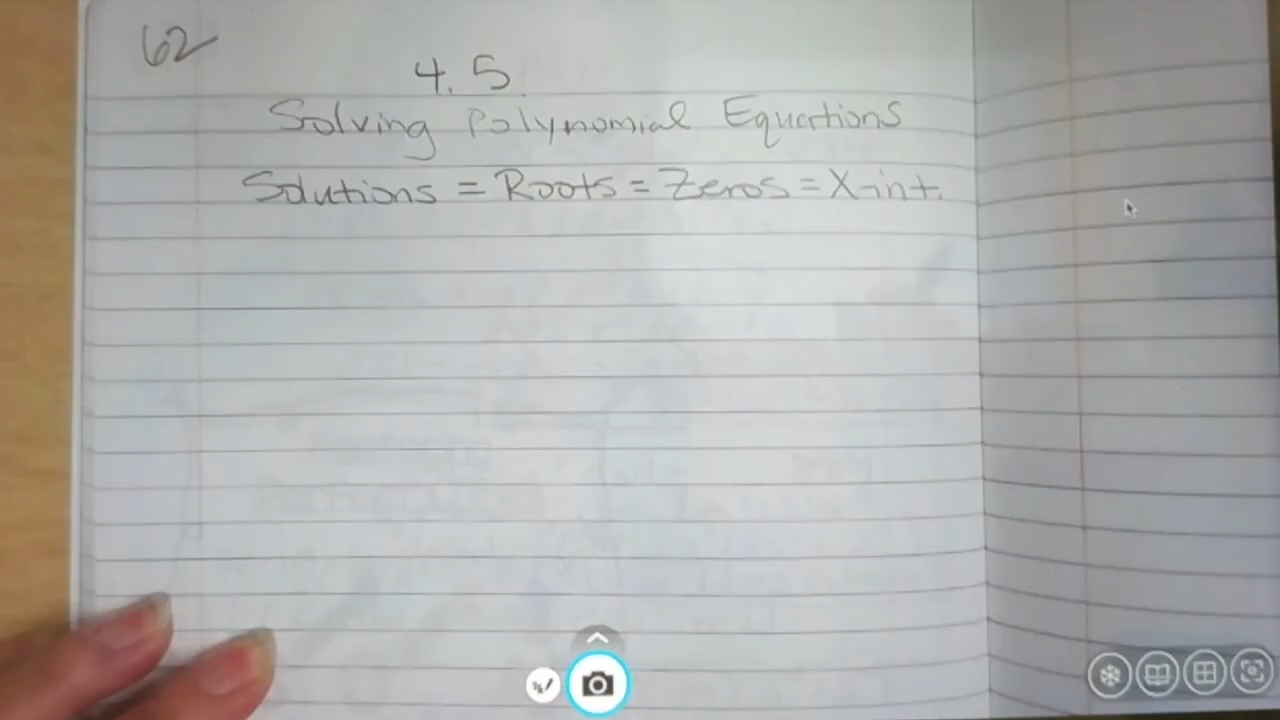 62
4.5
Solving Polynomial Equations
Solutions = Roots = Zeros = X-int.